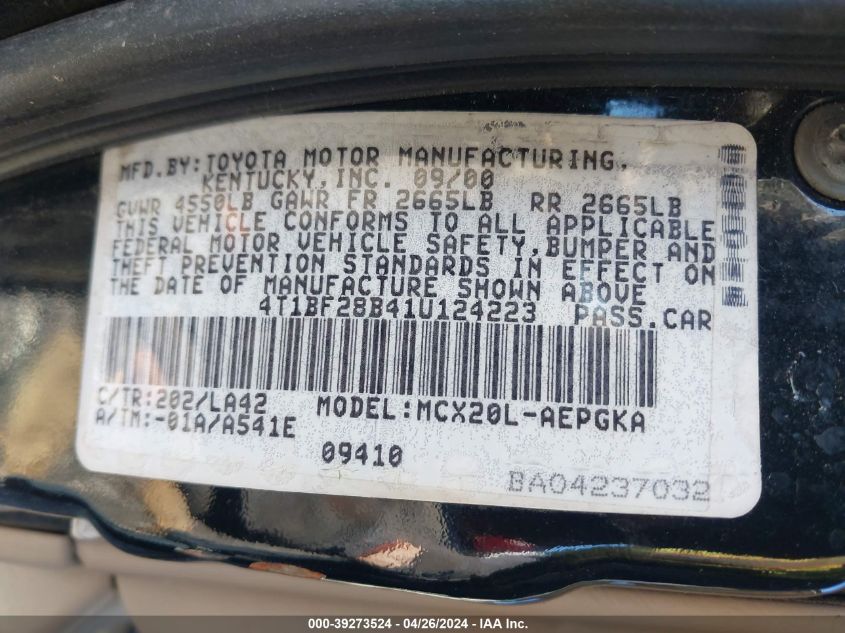 MFD.BY:TOYOTA MOTOR MANUFACTURING,
KENTUCKY,INC. 09/00
GVWR 4550LB GAWR FR 2665LB RR 2665LB
THIS VEHICLE CONFORMS TO ALL APPLICABLE
FEDERAL MOTOR VEHICLE SAFETY,BUMPER AND
THEFT PREVENTION STANDARDS IN EFFECT ON
THE DATE OF MANUFACTURE SHOWN ABOVE
4T1BF28B41U124223 PASS.CAR
C/TR:202/LA42 MODEL:MCX20L-AEPGKA
A/TM:-01A/A541E
09410
BA04237032
000-39273524 - 04/26/2024 - IAA Inc.